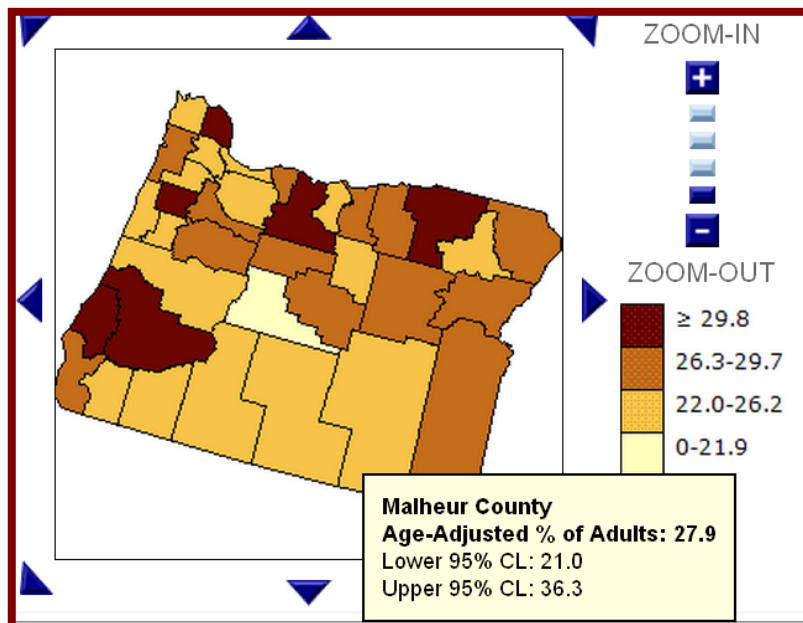 ZOOM-IN
+
-
ZOOM-OUT
≥ 29.8
26.3-29.7
22.0-26.2
0-21.9
Malheur County
Age-Adjusted % of Adults: 27.9
Lower 95% CL: 21.0
Upper 95% CL: 36.3